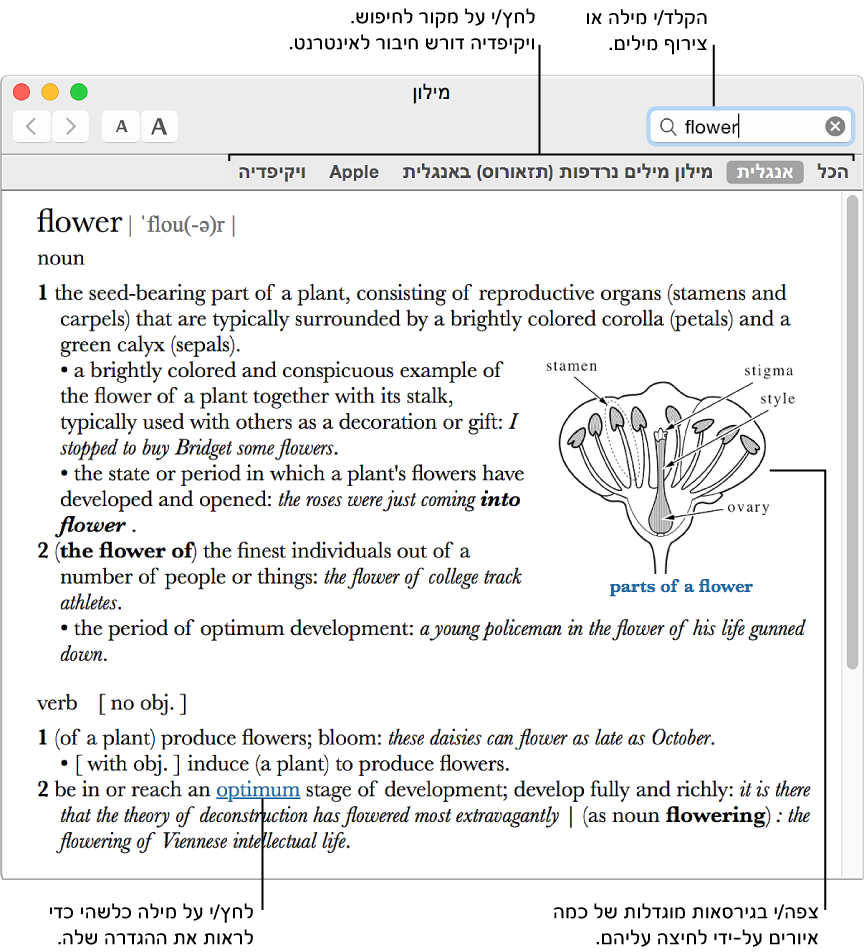 הקלד/י מילה או
צירוף מילים.
לחץ/י על מקור לחיפוש.
ויקיפדיה דורש חיבור לאינטרנט.
מילון
A A
flower
הכל אנגלית מילון מילים נרדפות (תזאורוס) באנגלית Apple ויקיפדיה
flower | ˈflou(-ə)r |
noun
1 the seed-bearing part of a plant, consisting of reproductive organs (stamens and
carpels) that are typically surrounded by a brightly colored corolla (petals) and a
green calyx (sepals).
• a brightly colored and conspicuous example of
the flower of a plant together with its stalk,
typically used with others as a decoration or gift: I
stopped to buy Bridget some flowers.
• the state or period in which a plant's flowers have
developed and opened: the roses were just coming into
flower .
stamen
stigma
style
ovary
parts of a flower
2 (the flower of) the finest individuals out of a
number of people or things: the flower of college track
athletes.
• the period of optimum development: a young policeman in the flower of his life gunned
down.
verb [ no obj. ]
1 (of a plant) produce flowers; bloom: these daisies can flower as late as October.
• [ with obj. ] induce (a plant) to produce flowers.
2 be in or reach an optimum stage of development; develop fully and richly: it is there
that the theory of deconstruction has flowered most extravagantly | (as noun flowering) : the
flowering of Viennese intellectual life.
צפה/י בגירסאות מוגדלות של כמה
איורים על-ידי לחיצה עליהם.
לחץ/י על מילה כלשהי כדי
לראות את ההגדרה שלה.